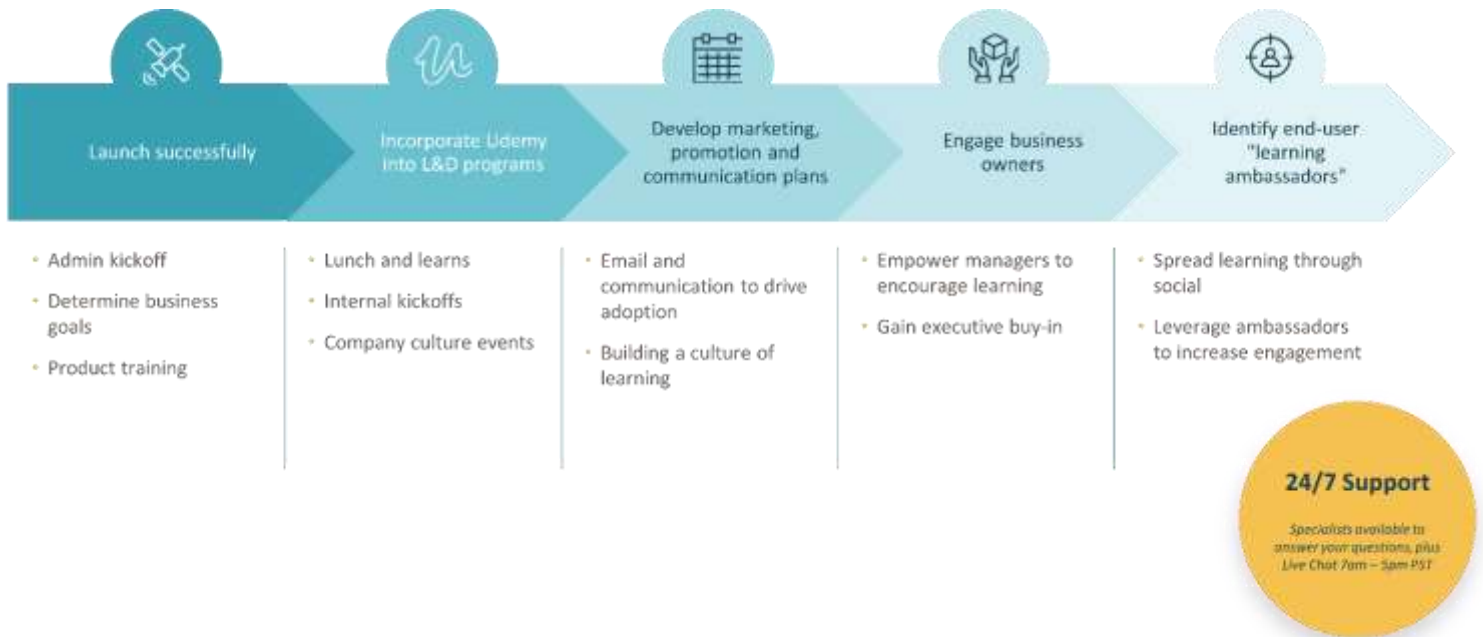 Launch successfully
Incorporate Udemy
into L&D programs
Develop marketing,
promotion and
communication plans
Engage business
owners
Identify end-user
"learning
ambassadors"
• Admin kickoff
• Determine business
goals
• Product training
• Lunch and learns
• Internal kickoffs
• Company culture events
• Email and
communication to drive
adoption
• Building a culture of
learning
• Empower managers to
encourage learning
• Gain executive buy-in
• Spread learning through
social
• Leverage ambassadors
to increase engagement
24/7 Support
Specialists available to
answer your questions, plus
Live Chat 7am – 5pm PST